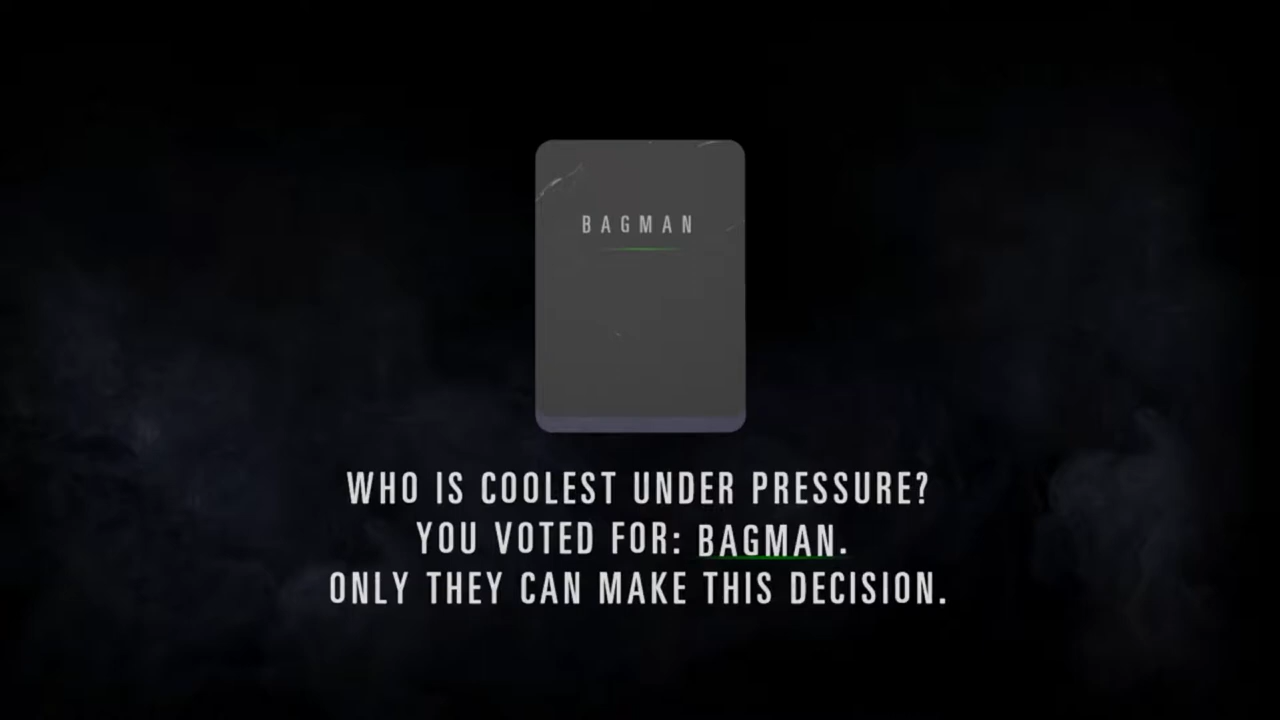 BAGMAN
WHO IS COOLEST UNDER PRESSURE?
YOU VOTED FOR: BAGMAN.
ONLY THEY CAN MAKE THIS DECISION.